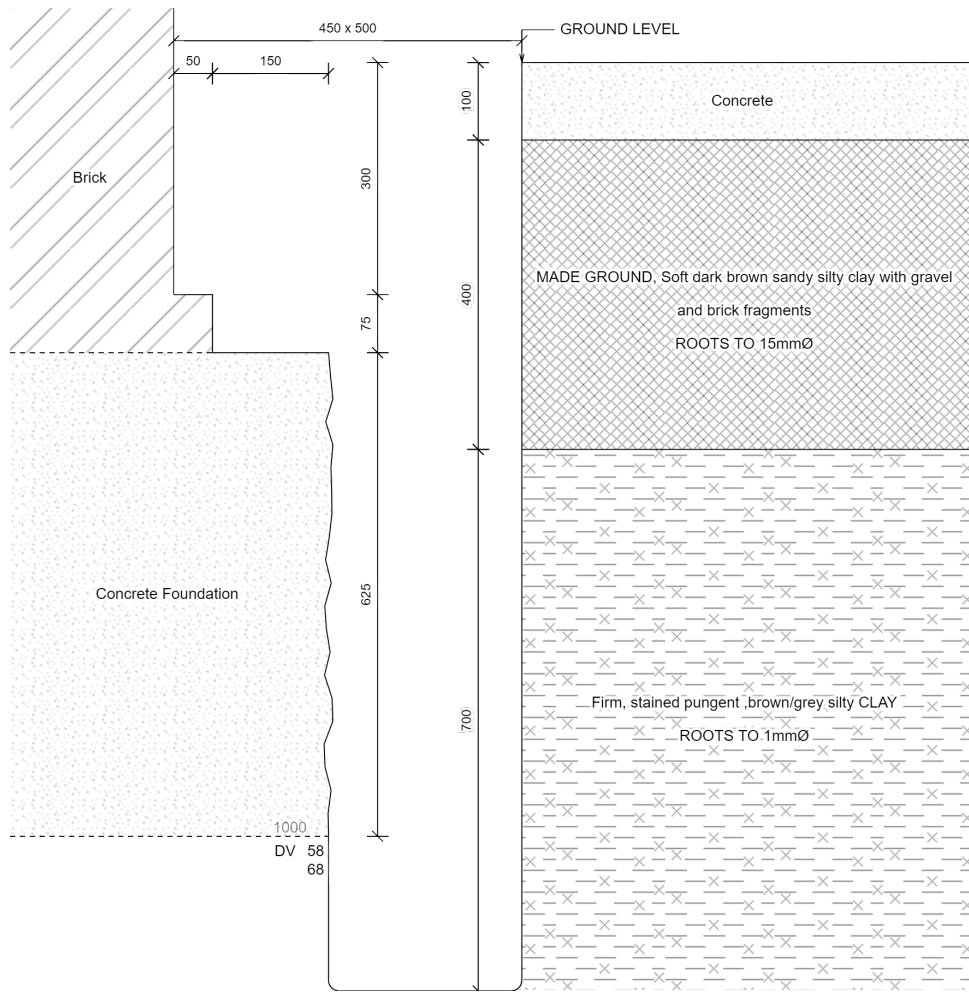 450 x 500
GROUND LEVEL
50
150
100
Concrete
300
Brick
MADE GROUND, Soft dark brown sandy silty clay with gravel
and brick fragments
ROOTS TO 15mmØ
400
75
Concrete Foundation
625
Firm, stained pungent ,brown/grey silty CLAY
ROOTS TO 1mmØ
700
1000
DV 58
68